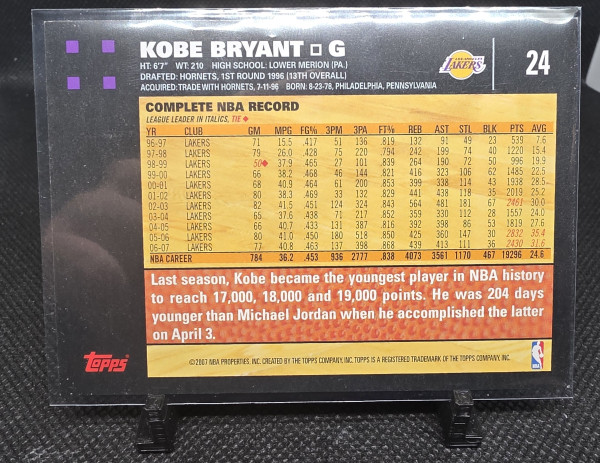 KOBE BRYANT □ G
LOS ANGELES LAKERS
24
HT: 6'7" WT: 210 HIGH SCHOOL: LOWER MERION (PA.)
DRAFTED: HORNETS, 1ST ROUND 1996 (13TH OVERALL)
ACQUIRED: TRADE WITH HORNETS, 7-11-96 BORN: 8-23-78, PHILADELPHIA, PENNSYLVANIA
COMPLETE NBA RECORD
LEAGUE LEADER IN ITALICS, TIE ◆
YR CLUB GM MPG FG% 3PM 3PA FT% REB AST STL BLK PTS AVG
96-97 LAKERS 71 15.5 .417 51 136 .819 132 91 49 23 539 7.6
97-98 LAKERS 79 26.0 .428 75 220 .794 242 199 74 40 1220 15.4
98-99 LAKERS 50◆ 37.9 .465 27 101 .839 264 190 72 50 996 19.9
99-00 LAKERS 66 38.2 .468 46 144 .821 416 323 106 62 1485 22.5
00-01 LAKERS 68 40.9 .464 61 200 .853 399 338 114 43 1938 28.5
01-02 LAKERS 80 38.3 .469 33 132 .829 441 438 118 35 2019 25.2
02-03 LAKERS 82 41.5 .451 124 324 .843 564 481 181 67 2461 30.0
03-04 LAKERS 65 37.6 .438 71 217 .852 359 330 112 28 1557 24.0
04-05 LAKERS 66 40.7 .433 131 387 .816 392 398 86 53 1819 27.6
05-06 LAKERS 80 41.0 .450 180 518 .850 425 360 147 30 2832 35.4
06-07 LAKERS 77 40.8 .463 137 398 .868 439 413 111 36 2430 31.6
NBA CAREER 784 36.2 .453 936 2777 .838 4073 3561 1170 467 19296 24.6
Last season, Kobe became the youngest player in NBA history
to reach 17,000, 18,000 and 19,000 points. He was 204 days
younger than Michael Jordan when he accomplished the latter
on April 3.
Topps
©2007 NBA PROPERTIES, INC. CREATED BY THE TOPPS COMPANY, INC. TOPPS IS A REGISTERED TRADEMARK OF THE TOPPS COMPANY, INC.
NBA